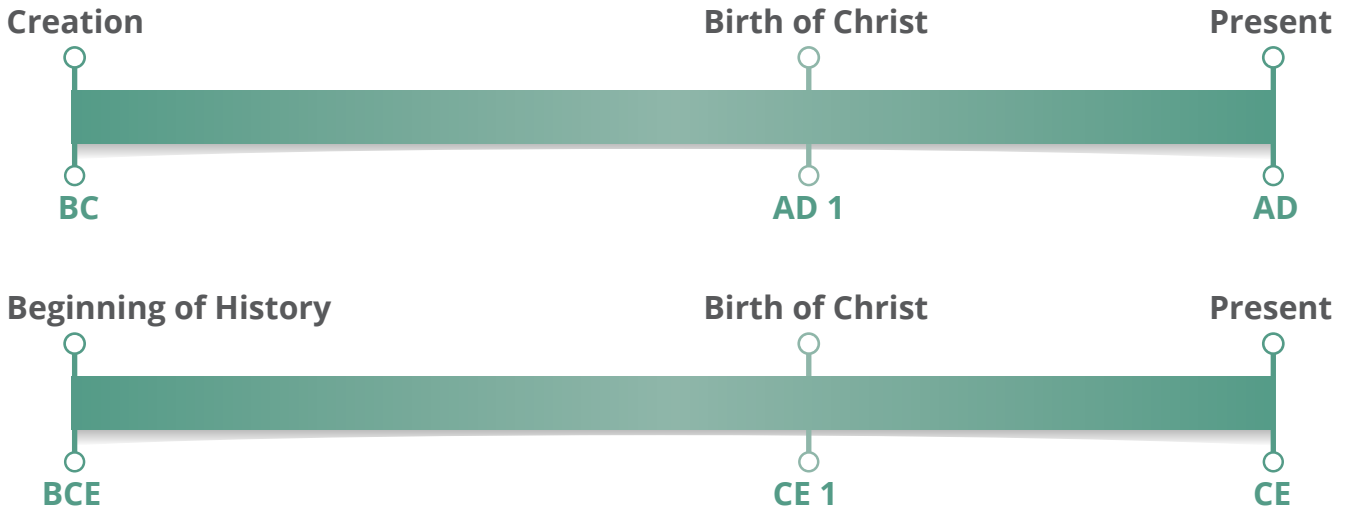 Creation Birth of Christ Present
BC AD 1 AD
Beginning of History Birth of Christ Present
BCE CE 1 CE